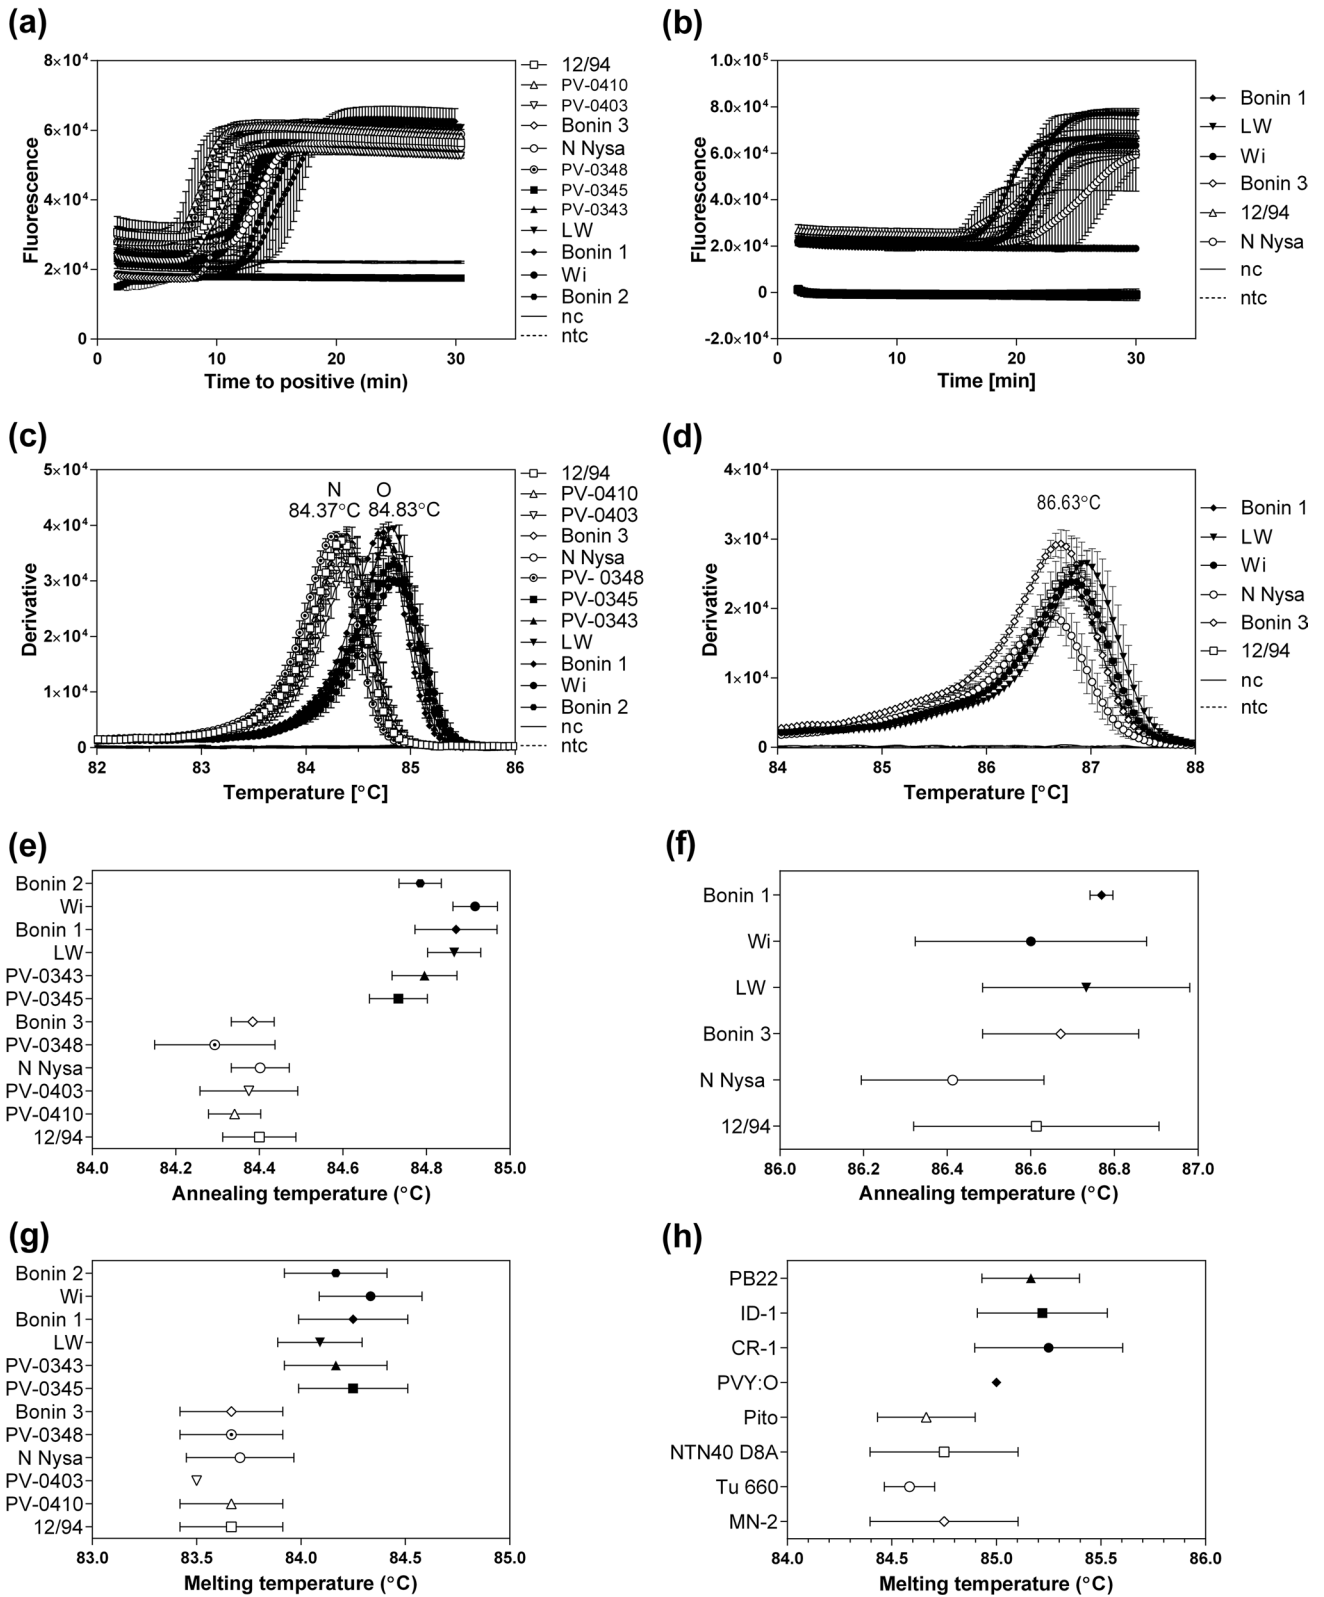 (a)
8×10⁴
6×10⁴
4×10⁴
2×10⁴
0
Fluorescence
0 10 20 30
Time to positive (min)
12/94
PV-0410
PV-0403
Bonin 3
N Nysa
PV-0348
PV-0345
PV-0343
LW
Bonin 1
Wi
Bonin 2
nc
ntc
(b)
1.0×10⁵
8.0×10⁴
6.0×10⁴
4.0×10⁴
2.0×10⁴
0
-2.0×10⁴
Fluorescence
0 10 20 30
Time [min]
Bonin 1
LW
Wi
Bonin 3
12/94
N Nysa
nc
ntc
(c)
5×10⁴
4×10⁴
3×10⁴
2×10⁴
1×10⁴
0
Derivative
N O
84.37°C 84.83°C
82 83 84 85 86
Temperature [°C]
12/94
PV-0410
PV-0403
Bonin 3
N Nysa
PV- 0348
PV-0345
PV-0343
LW
Bonin 1
Wi
Bonin 2
nc
ntc
(d)
4×10⁴
3×10⁴
2×10⁴
1×10⁴
0
Derivative
86.63°C
84 85 86 87 88
Temperature [°C]
Bonin 1
LW
Wi
N Nysa
Bonin 3
12/94
nc
ntc
(e)
Bonin 2
Wi
Bonin 1
LW
PV-0343
PV-0345
Bonin 3
PV-0348
N Nysa
PV-0403
PV-0410
12/94
84.0 84.2 84.4 84.6 84.8 85.0
Annealing temperature (°C)
(f)
Bonin 1
Wi
LW
Bonin 3
N Nysa
12/94
86.0 86.2 86.4 86.6 86.8 87.0
Annealing temperature (°C)
(g)
Bonin 2
Wi
Bonin 1
LW
PV-0343
PV-0345
Bonin 3
PV-0348
N Nysa
PV-0403
PV-0410
12/94
83.0 83.5 84.0 84.5 85.0
Melting temperature (°C)
(h)
PB22
ID-1
CR-1
PVY:O
Pito
NTN40 D8A
Tu 660
MN-2
84.0 84.5 85.0 85.5 86.0
Melting temperature (°C)